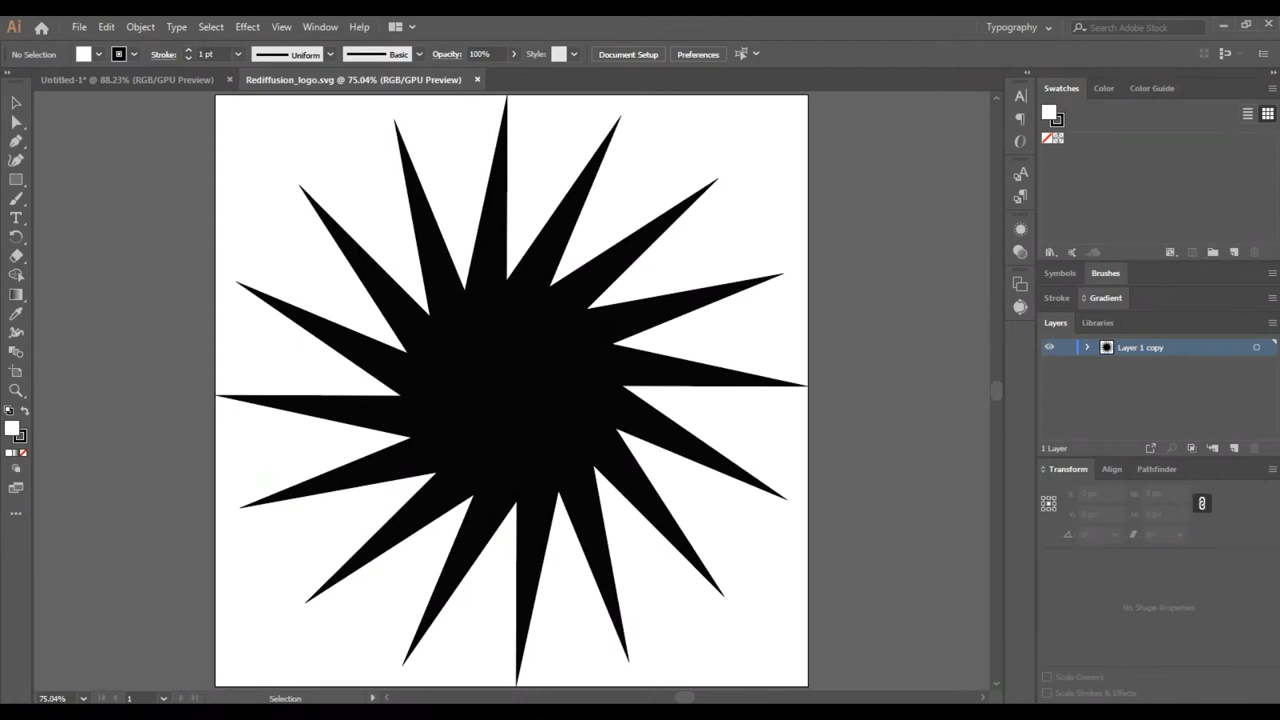 Ai File Edit Object Type Select Effect View Window Help Typography Search Adobe Stock
No Selection Stroke: 1 pt Uniform Basic Opacity: 100% Style: Document Setup Preferences
Untitled-1* @ 88.23% (RGB/GPU Preview) × Rediffusion_logo.svg @ 75.04% (RGB/GPU Preview) ×
Swatches Color Color Guide
Symbols Brushes
Stroke Gradient
Layers Libraries
Layer 1 copy
1 Layer
Transform Align Pathfinder
No Shape Properties
Scale Corners
Scale Strokes & Effects
75.04% 1 Selection